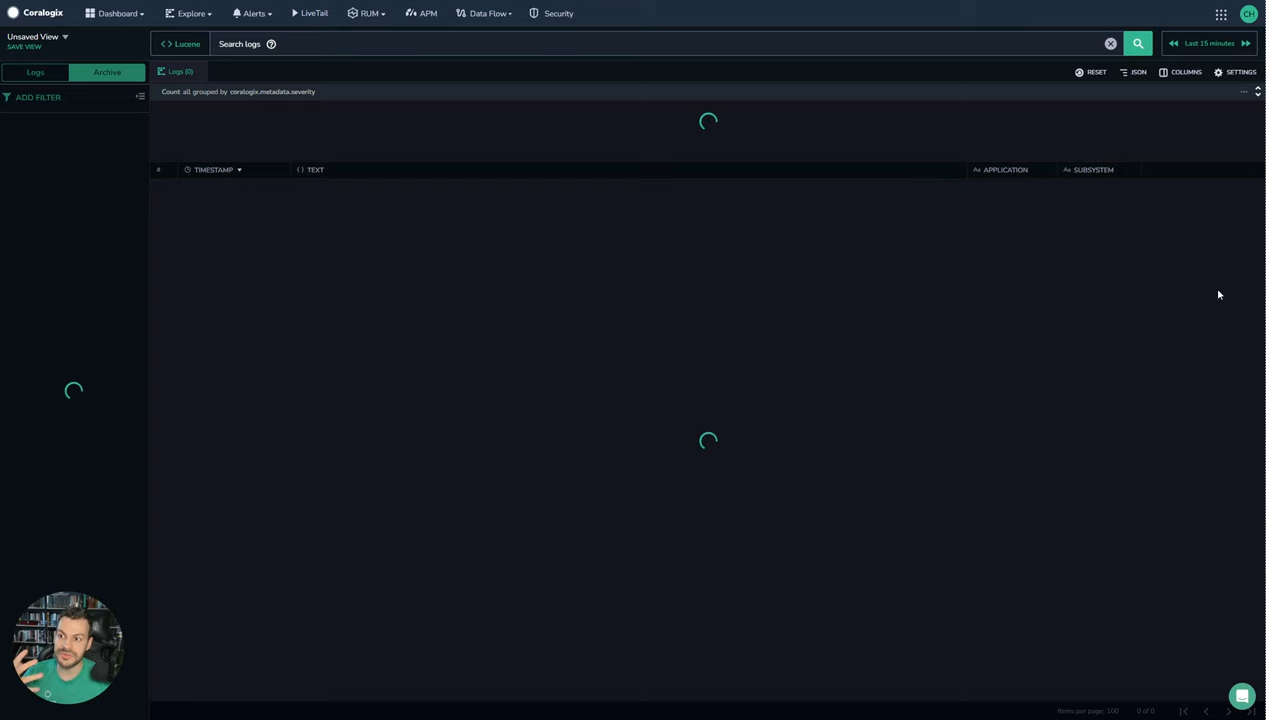 Coralogix
Dashboard
Explore
Alerts
LiveTail
RUM
APM
Data Flow
Security
CH
Unsaved View
SAVE VIEW
Lucene
Search logs
Last 15 minutes
Logs
Archive
Logs (0)
RESET
JSON
COLUMNS
SETTINGS
ADD FILTER
Count all grouped by coralogix.metadata.severity
#
TIMESTAMP
TEXT
APPLICATION
SUBSYSTEM
Items per page: 100
0 of 0